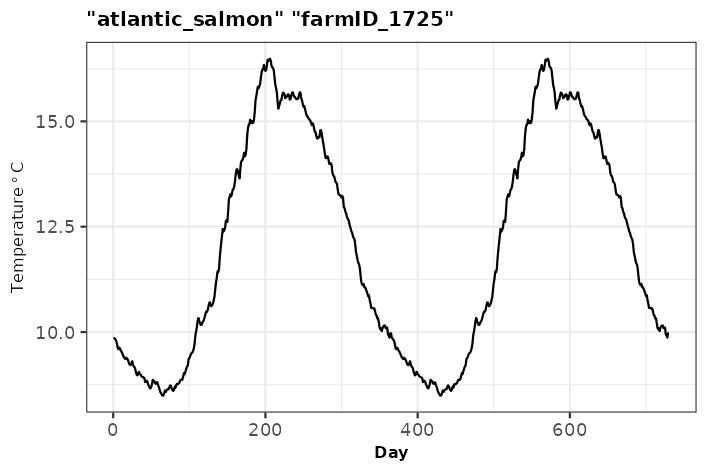 "atlantic_salmon" "farmID_1725"
Temperature °C
15.0
12.5
10.0
0 200 400 600
Day